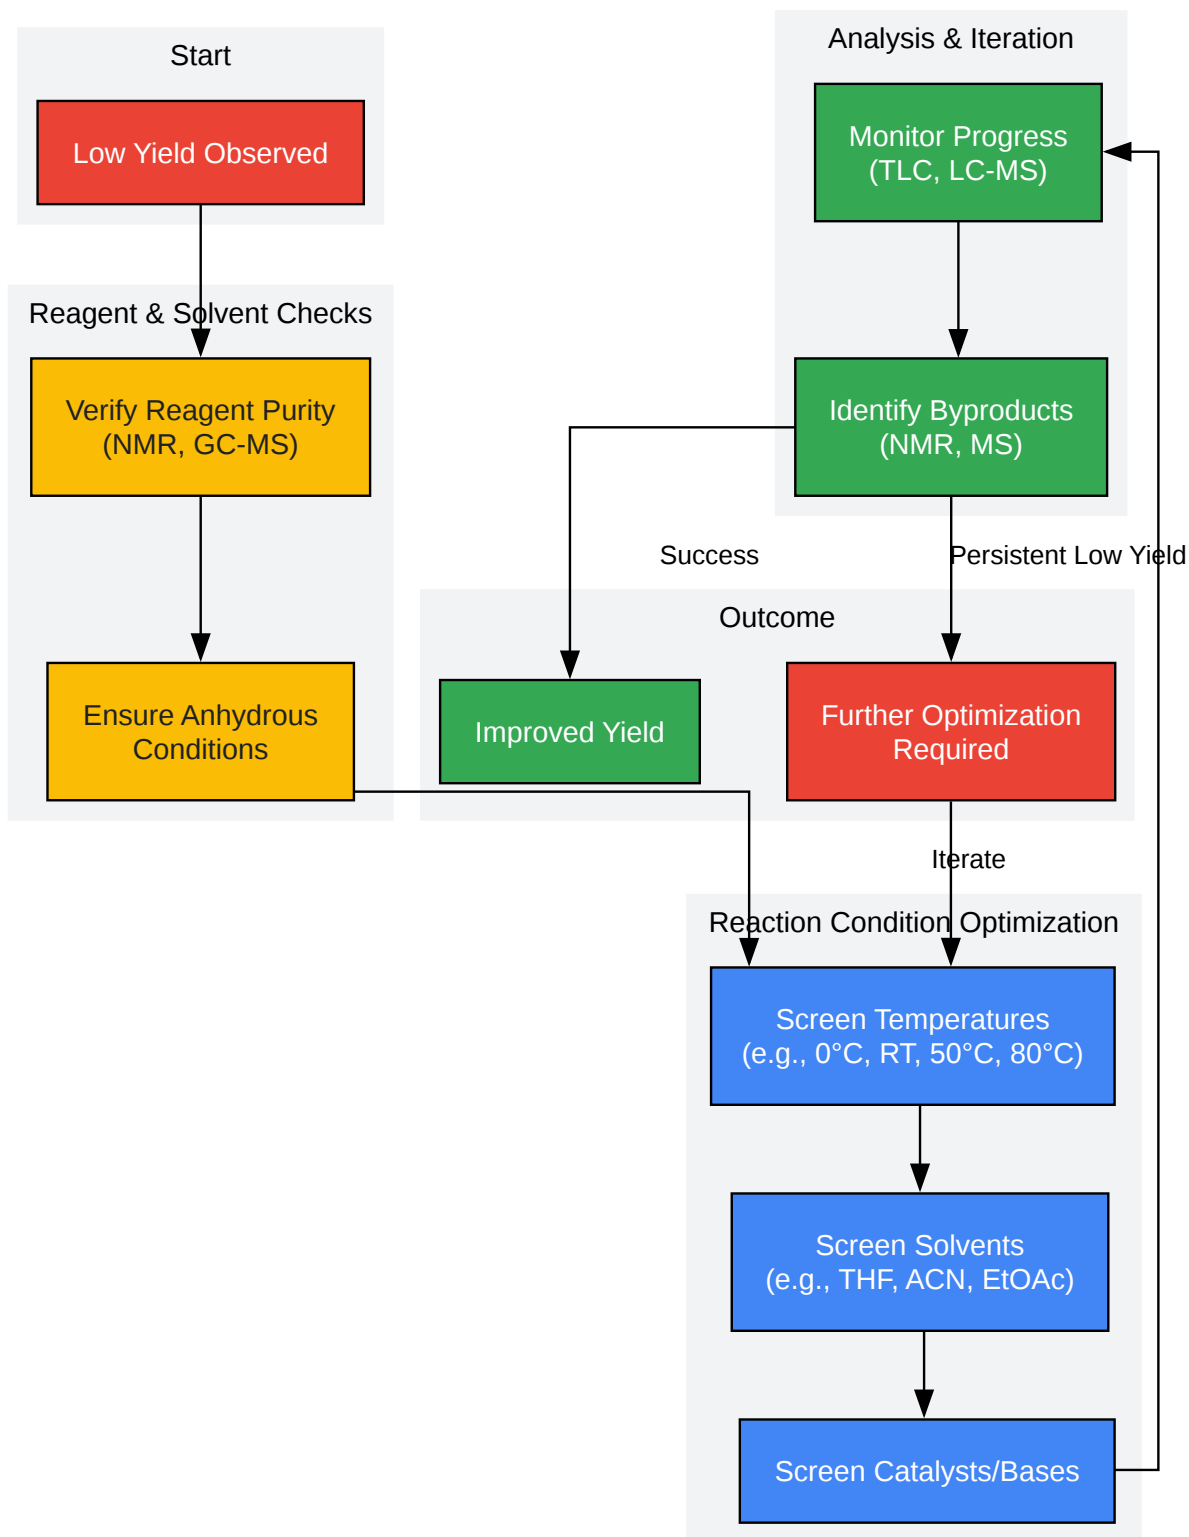 Start
Low Yield Observed
Reagent & Solvent Checks
Verify Reagent Purity
(NMR, GC-MS)
Ensure Anhydrous
Conditions
Analysis & Iteration
Monitor Progress
(TLC, LC-MS)
Identify Byproducts
(NMR, MS)
Success
Persistent Low Yield
Outcome
Improved Yield
Further Optimization
Required
Iterate
Reaction Condition Optimization
Screen Temperatures
(e.g., 0°C, RT, 50°C, 80°C)
Screen Solvents
(e.g., THF, ACN, EtOAc)
Screen Catalysts/Bases